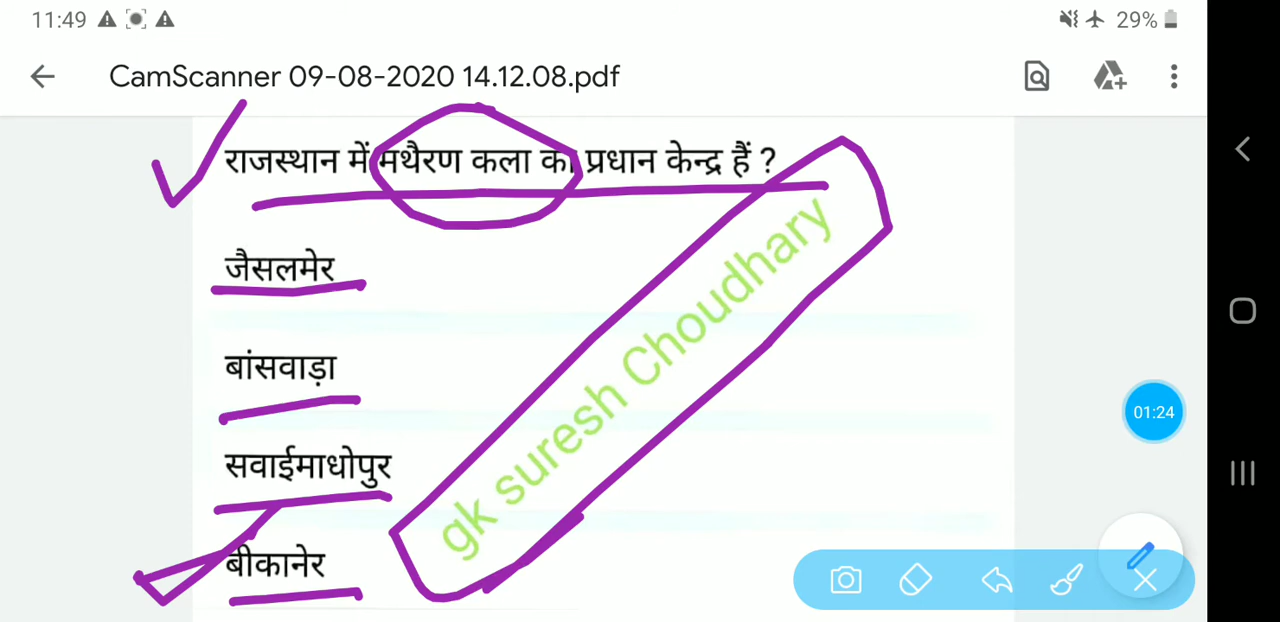 11:49
29%
CamScanner 09-08-2020 14.12.08.pdf
राजस्थान में मथैरण कला का प्रधान केन्द्र हैं ?
जैसलमेर
बांसवाड़ा
सवाईमाधोपुर
बीकानेर
gk suresh Choudhary
01:24